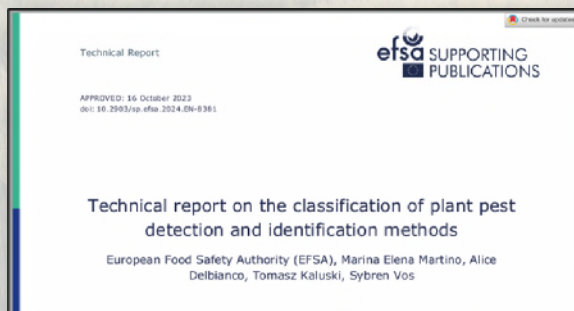 Check for updates
Technical Report
efsa SUPPORTING
PUBLICATIONS
APPROVED: 16 October 2023
doi: 10.2903/sp.efsa.2024.EN-8381
Technical report on the classification of plant pest
detection and identification methods
European Food Safety Authority (EFSA), Marina Elena Martino, Alice
Delbianco, Tomasz Kaluski, Sybren Vos